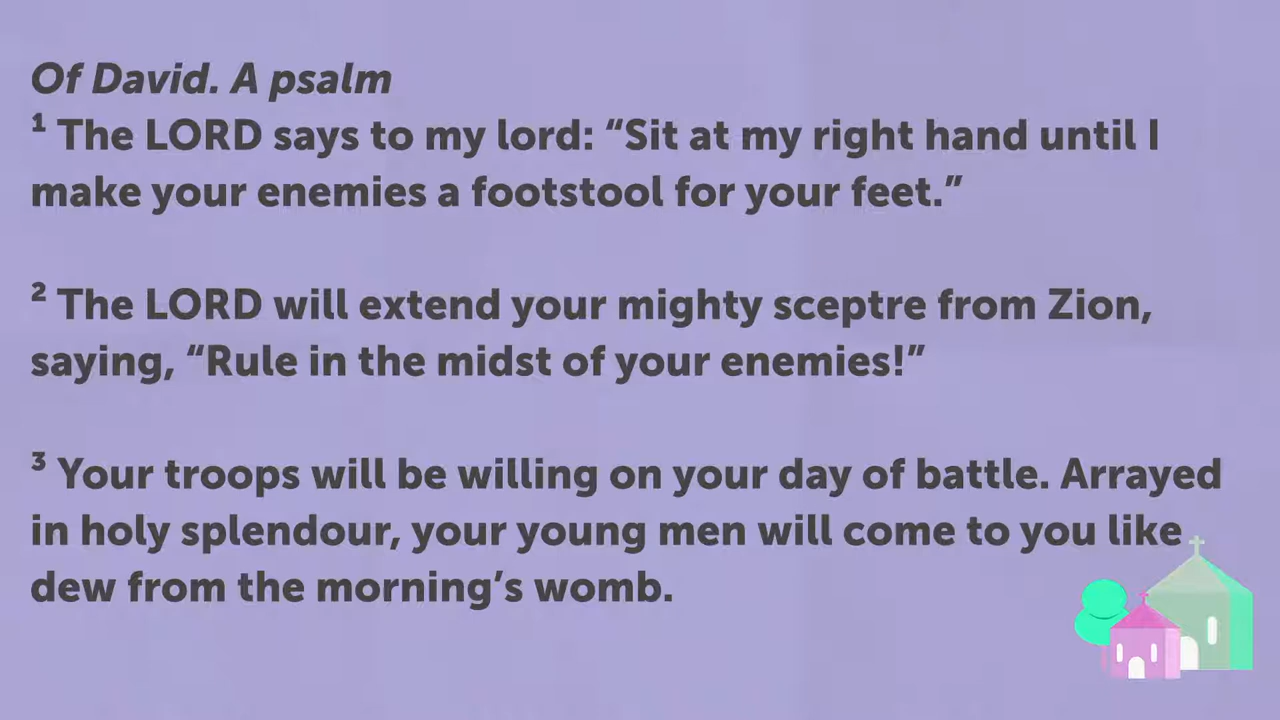 Of David. A psalm
¹ The LORD says to my lord: “Sit at my right hand until I
make your enemies a footstool for your feet.”
² The LORD will extend your mighty sceptre from Zion,
saying, “Rule in the midst of your enemies!”
³ Your troops will be willing on your day of battle. Arrayed
in holy splendour, your young men will come to you like
dew from the morning’s womb.